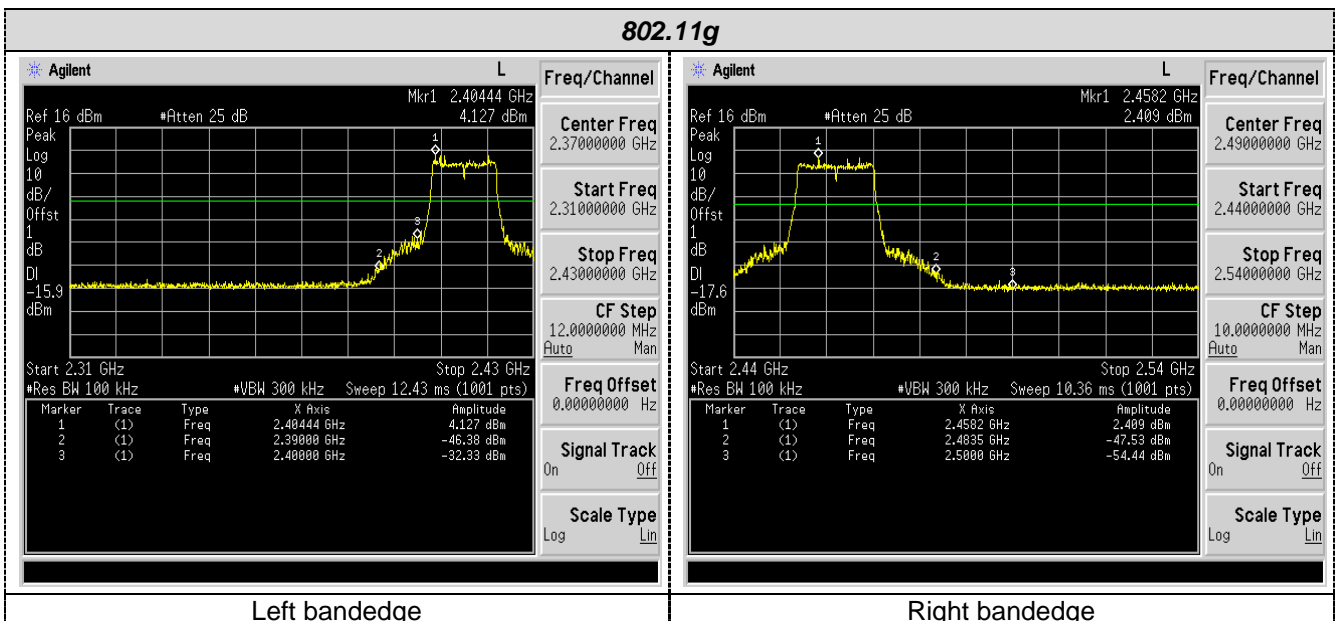 802.11g
Agilent L
Mkr1 2.40444 GHz
Ref 16 dBm #Atten 25 dB 4.127 dBm
Peak
Log
10
dB/
Offst
1
dB
DI
-15.9
dBm
1
2
3
Start 2.31 GHz Stop 2.43 GHz
#Res BW 100 kHz #VBW 300 kHz Sweep 12.43 ms (1001 pts)
Marker Trace Type X Axis Amplitude
1 (1) Freq 2.40444 GHz 4.127 dBm
2 (1) Freq 2.39000 GHz -46.38 dBm
3 (1) Freq 2.40000 GHz -32.33 dBm
Freq/Channel
Center Freq
2.37000000 GHz
Start Freq
2.31000000 GHz
Stop Freq
2.43000000 GHz
CF Step
12.0000000 MHz
Auto Man
Freq Offset
0.00000000 Hz
Signal Track
On Off
Scale Type
Log Lin
Left bandedge
Agilent L
Mkr1 2.4582 GHz
Ref 16 dBm #Atten 25 dB 2.409 dBm
Peak
Log
10
dB/
Offst
1
dB
DI
-17.6
dBm
1
2
3
Start 2.44 GHz Stop 2.54 GHz
#Res BW 100 kHz #VBW 300 kHz Sweep 10.36 ms (1001 pts)
Marker Trace Type X Axis Amplitude
1 (1) Freq 2.4582 GHz 2.409 dBm
2 (1) Freq 2.4835 GHz -47.53 dBm
3 (1) Freq 2.5000 GHz -54.44 dBm
Freq/Channel
Center Freq
2.49000000 GHz
Start Freq
2.44000000 GHz
Stop Freq
2.54000000 GHz
CF Step
10.0000000 MHz
Auto Man
Freq Offset
0.00000000 Hz
Signal Track
On Off
Scale Type
Log Lin
Right bandedge